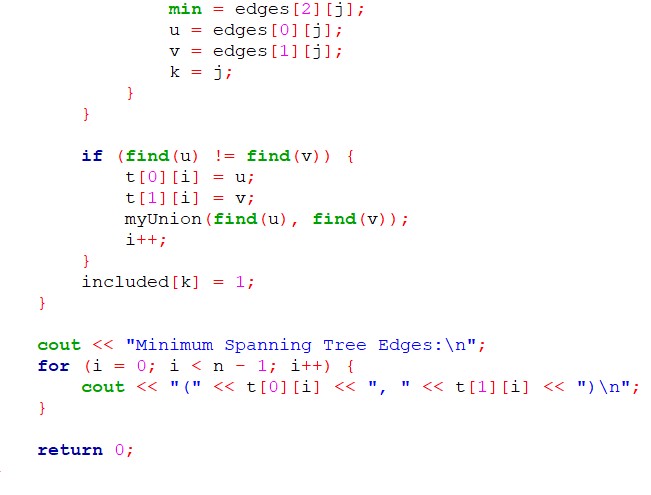 min = edges[2][j];
u = edges[0][j];
v = edges[1][j];
k = j;
}
}
if (find(u) != find(v)) {
t[0][i] = u;
t[1][i] = v;
myUnion(find(u), find(v));
i++;
}
included[k] = 1;
}
cout << "Minimum Spanning Tree Edges:\n";
for (i = 0; i < n - 1; i++) {
cout << "(" << t[0][i] << ", " << t[1][i] << ")\n";
}
return 0;